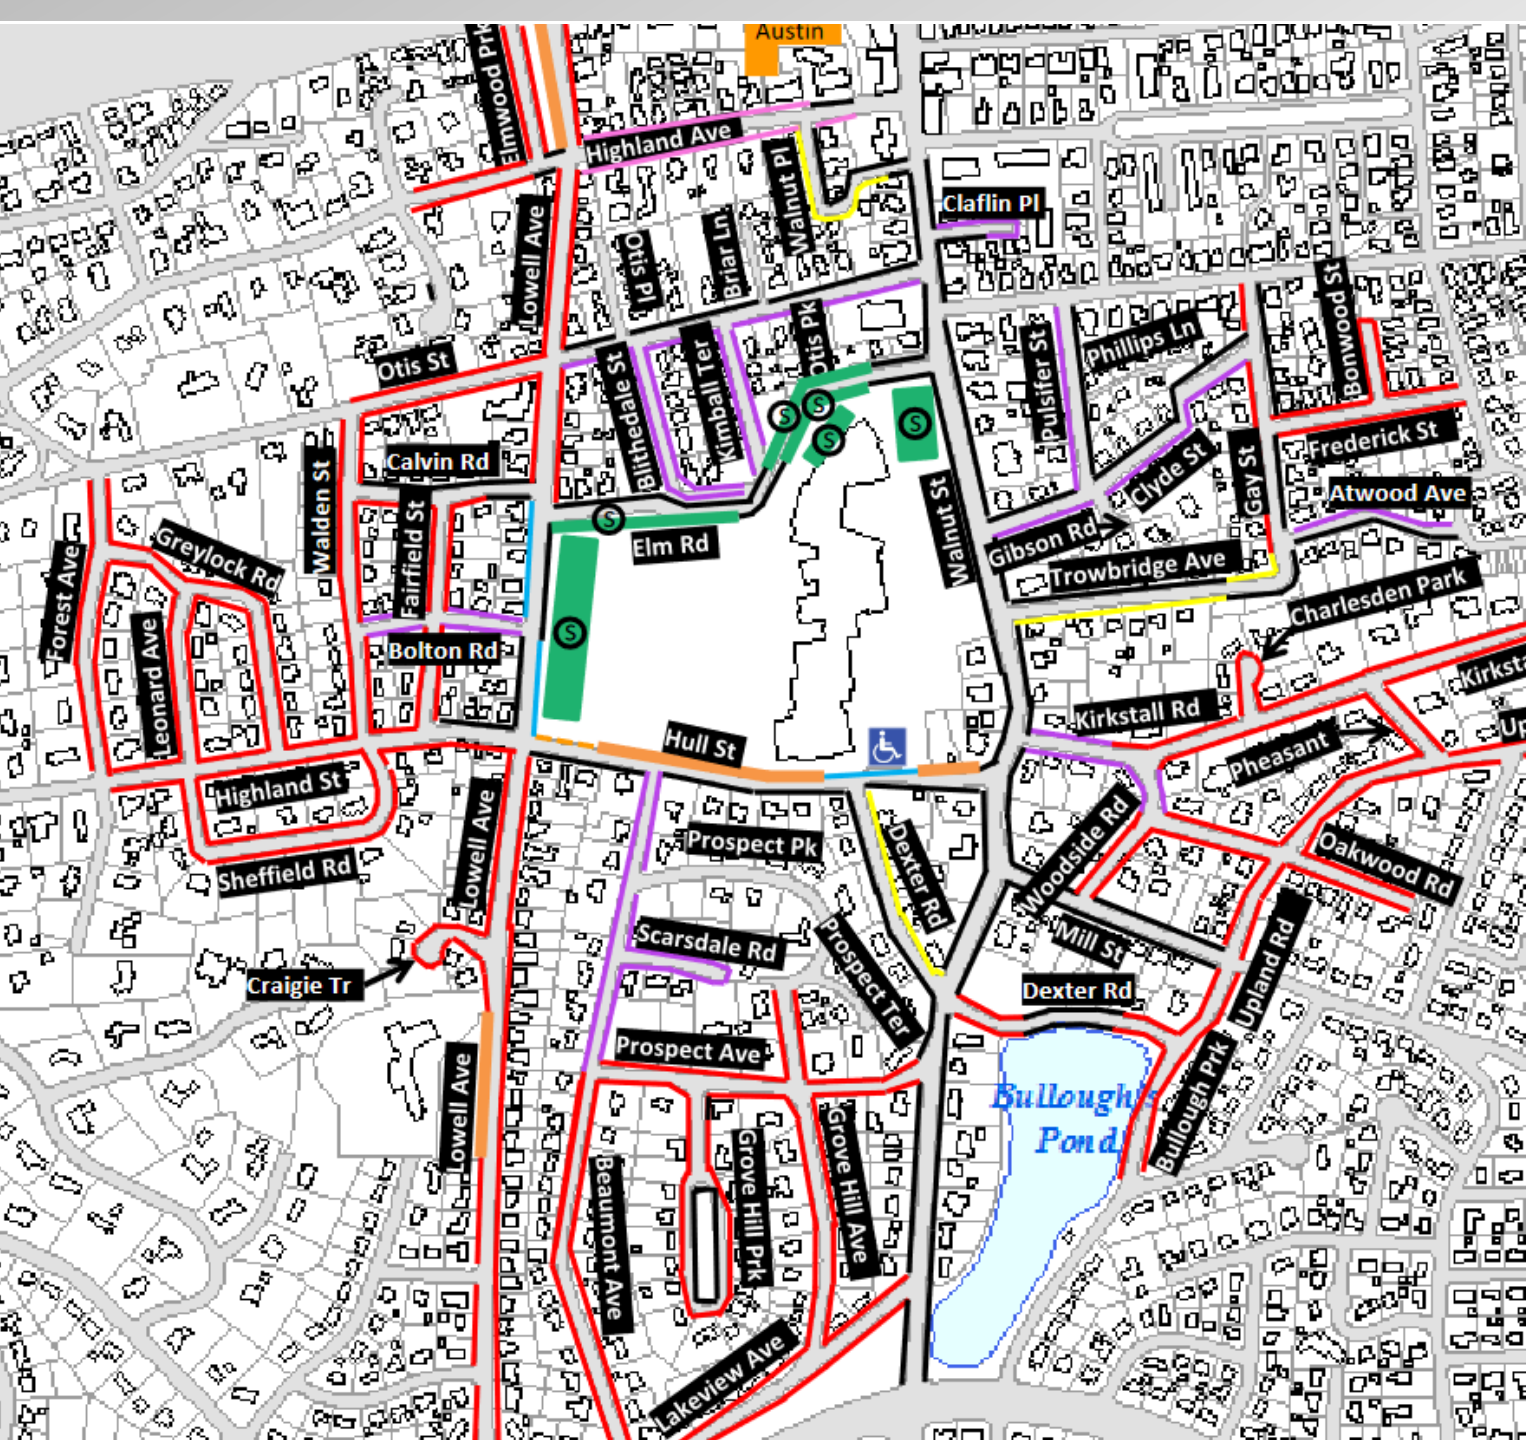 Austin
Elmwood Prk
Highland Ave
Walnut Pl
Claflin Pl
Lowell Ave
Otis Pl
Briar Ln
Bonwood St
Otis St
Blithedale St
Kimball Ter
Otis Pk
Pulsifer St
Phillips Ln
S
S
S
S
Calvin Rd
Walden St
Fairfield St
Clyde St
Gay St
Frederick St
Atwood Ave
S
Elm Rd
Walnut St
Gibson Rd
Greylock Rd
Forest Ave
Trowbridge Ave
Charlesden Park
S
Leonard Ave
Bolton Rd
Kirksta
Kirkstall Rd
Up
Hull St
Pheasant
Highland St
Lowell Ave
Prospect Pk
Dexter Rd
Woodside Rd
Oakwood Rd
Sheffield Rd
Scarsdale Rd
Prospect Ter
Mill St
Upland Rd
Craigie Tr
Dexter Rd
Prospect Ave
Lowell Ave
Bullough's
Pond
Bullough Prk
Beaumont Ave
Grove Hill Prk
Grove Hill Ave
Lakeview Ave